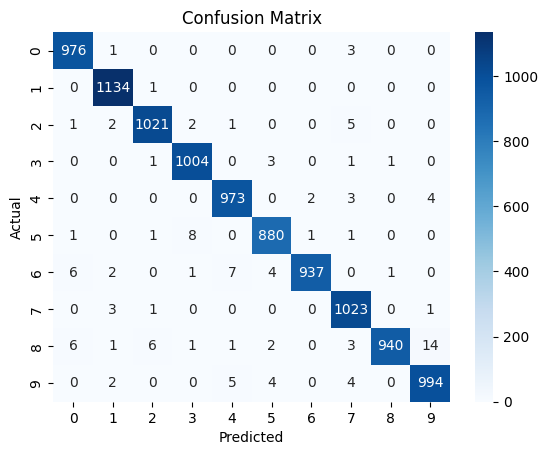 Confusion Matrix
0 976 1 0 0 0 0 0 3 0 0
1 0 1134 1 0 0 0 0 0 0 0
2 1 2 1021 2 1 0 0 5 0 0
3 0 0 1 1004 0 3 0 1 1 0
4 0 0 0 0 973 0 2 3 0 4
5 1 0 1 8 0 880 1 1 0 0
6 6 2 0 1 7 4 937 0 1 0
7 0 3 1 0 0 0 0 1023 0 1
8 6 1 6 1 1 2 0 3 940 14
9 0 2 0 0 5 4 0 4 0 994
0 1 2 3 4 5 6 7 8 9
Predicted
Actual
1000
800
600
400
200
0